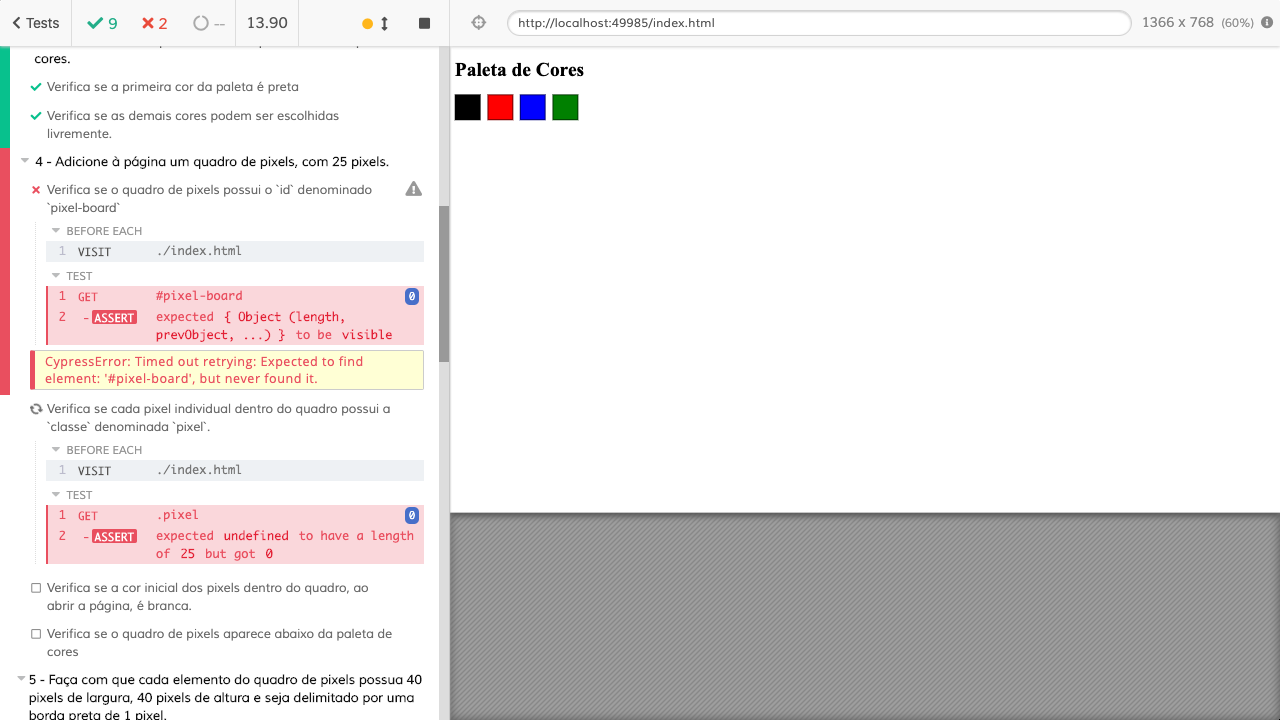 Tests 9 2 -- 13.90 http://localhost:49985/index.html 1366 x 768 (60%)
cores.
Verifica se a primeira cor da paleta é preta
Verifica se as demais cores podem ser escolhidas
livremente.
4 - Adicione à página um quadro de pixels, com 25 pixels.
Verifica se o quadro de pixels possui o `id` denominado
`pixel-board`
BEFORE EACH
1 VISIT ./index.html
TEST
1 GET #pixel-board 0
2 - ASSERT expected { Object (length,
prevObject, ...) } to be visible
CypressError: Timed out retrying: Expected to find
element: '#pixel-board', but never found it.
Verifica se cada pixel individual dentro do quadro possui a
`classe` denominada `pixel`.
BEFORE EACH
1 VISIT ./index.html
TEST
1 GET .pixel 0
2 - ASSERT expected undefined to have a length
of 25 but got 0
Verifica se a cor inicial dos pixels dentro do quadro, ao
abrir a página, é branca.
Verifica se o quadro de pixels aparece abaixo da paleta de
cores
5 - Faça com que cada elemento do quadro de pixels possua 40
pixels de largura, 40 pixels de altura e seja delimitado por uma
borda preta de 1 pixel.
Paleta de Cores